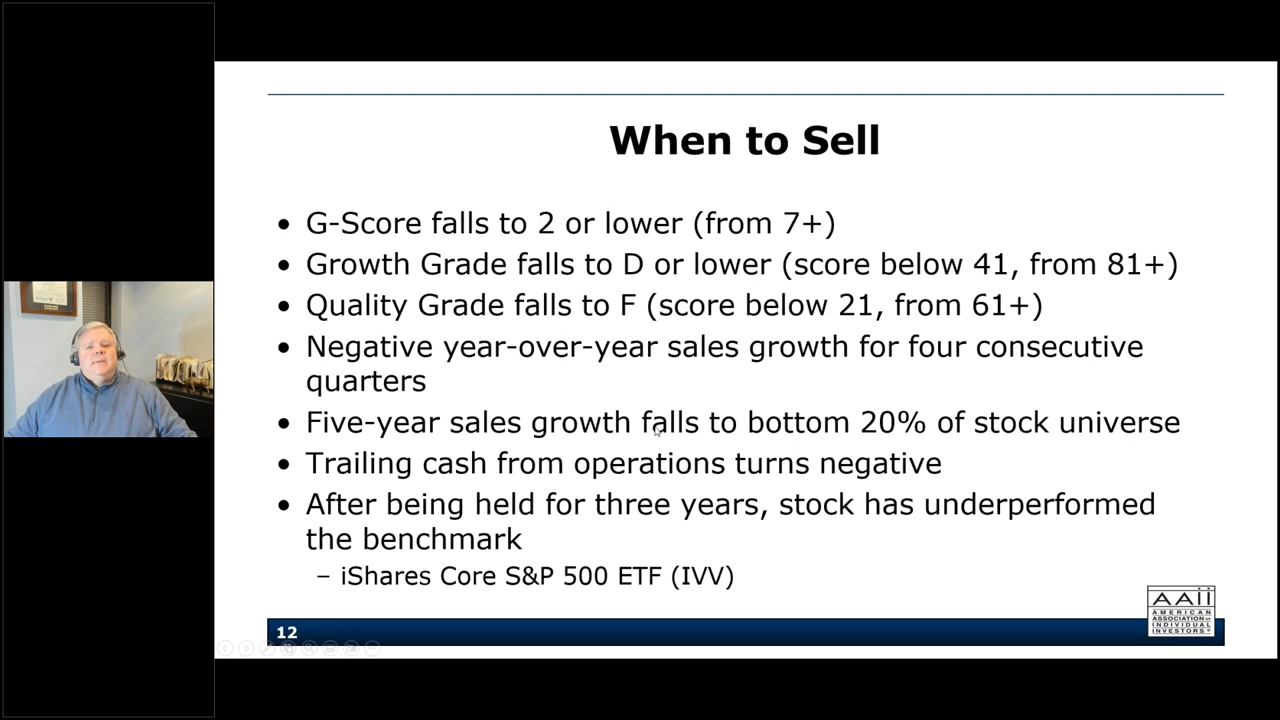 When to Sell
• G-Score falls to 2 or lower (from 7+)
• Growth Grade falls to D or lower (score below 41, from 81+)
• Quality Grade falls to F (score below 21, from 61+)
• Negative year-over-year sales growth for four consecutive
quarters
• Five-year sales growth falls to bottom 20% of stock universe
• Trailing cash from operations turns negative
• After being held for three years, stock has underperformed
the benchmark
– iShares Core S&P 500 ETF (IVV)
12
AAII
AMERICAN
ASSOCIATION OF
INDIVIDUAL
INVESTORS®